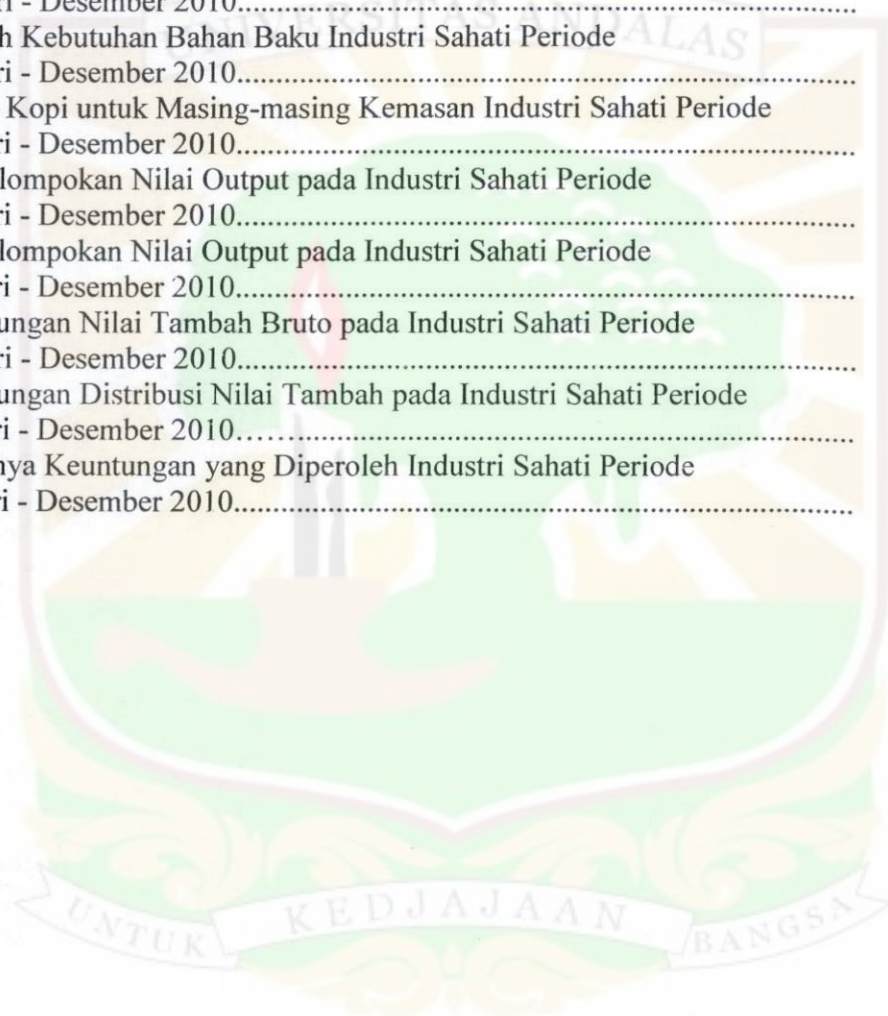 ri - Desember 2010
h Kebutuhan Bahan Baku Industri Sahati Periode
ri - Desember 2010
Kopi untuk Masing-masing Kemasan Industri Sahati Periode
ri - Desember 2010
lompokan Nilai Output pada Industri Sahati Periode
ri - Desember 2010
lompokan Nilai Output pada Industri Sahati Periode
ri - Desember 2010
ungan Nilai Tambah Bruto pada Industri Sahati Periode
ri - Desember 2010
ungan Distribusi Nilai Tambah pada Industri Sahati Periode
ri - Desember 2010
nya Keuntungan yang Diperoleh Industri Sahati Periode
ri - Desember 2010
UNIVERSITAS ANDALAS
UNTUK KEDJAJAAN BANGSA